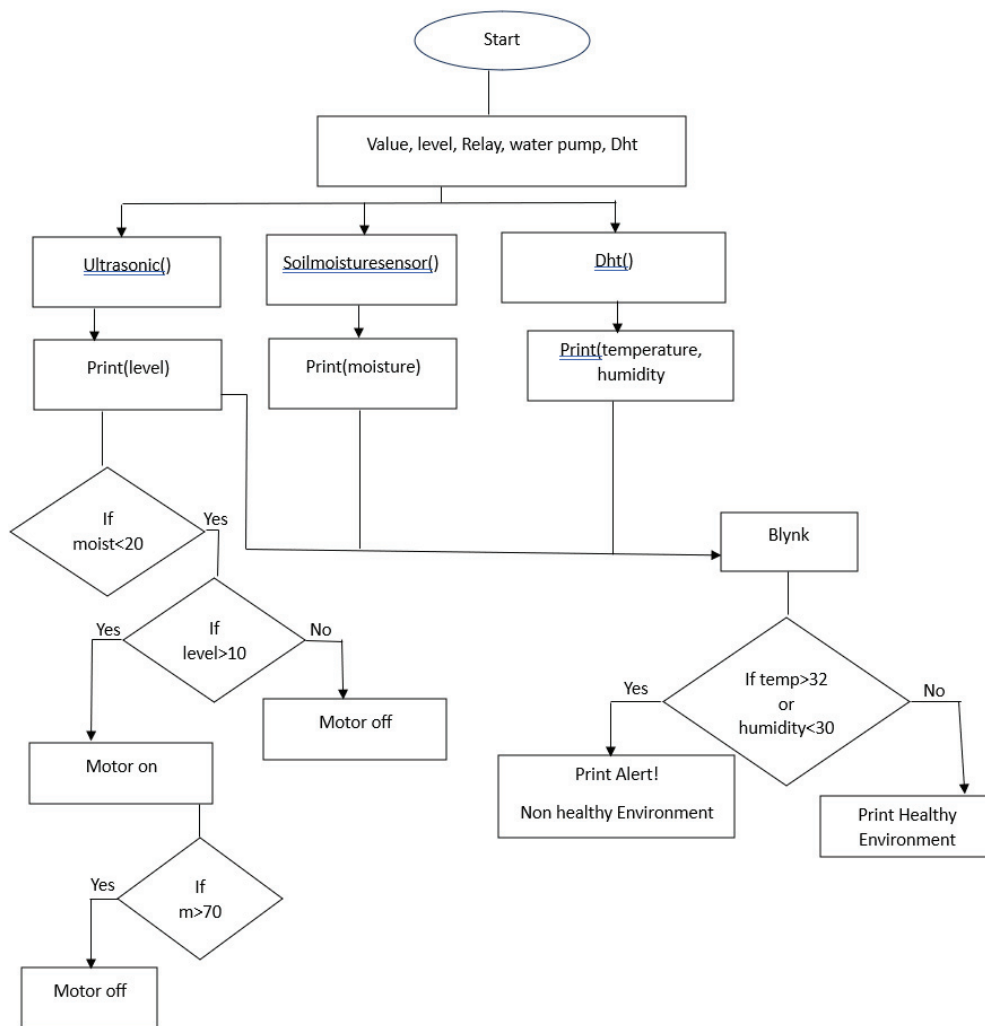 Start
Value, level, Relay, water pump, Dht
Ultrasonic()
Soilmoisturesensor()
Dht()
Print(level)
Print(moisture)
Print(temperature,
humidity
If
moist<20
Yes
Blynk
Yes
If
level>10
No
Motor off
Yes
If temp>32
or
humidity<30
No
Motor on
Print Alert!
Non healthy Environment
Print Healthy
Environment
Yes
If
m>70
Motor off